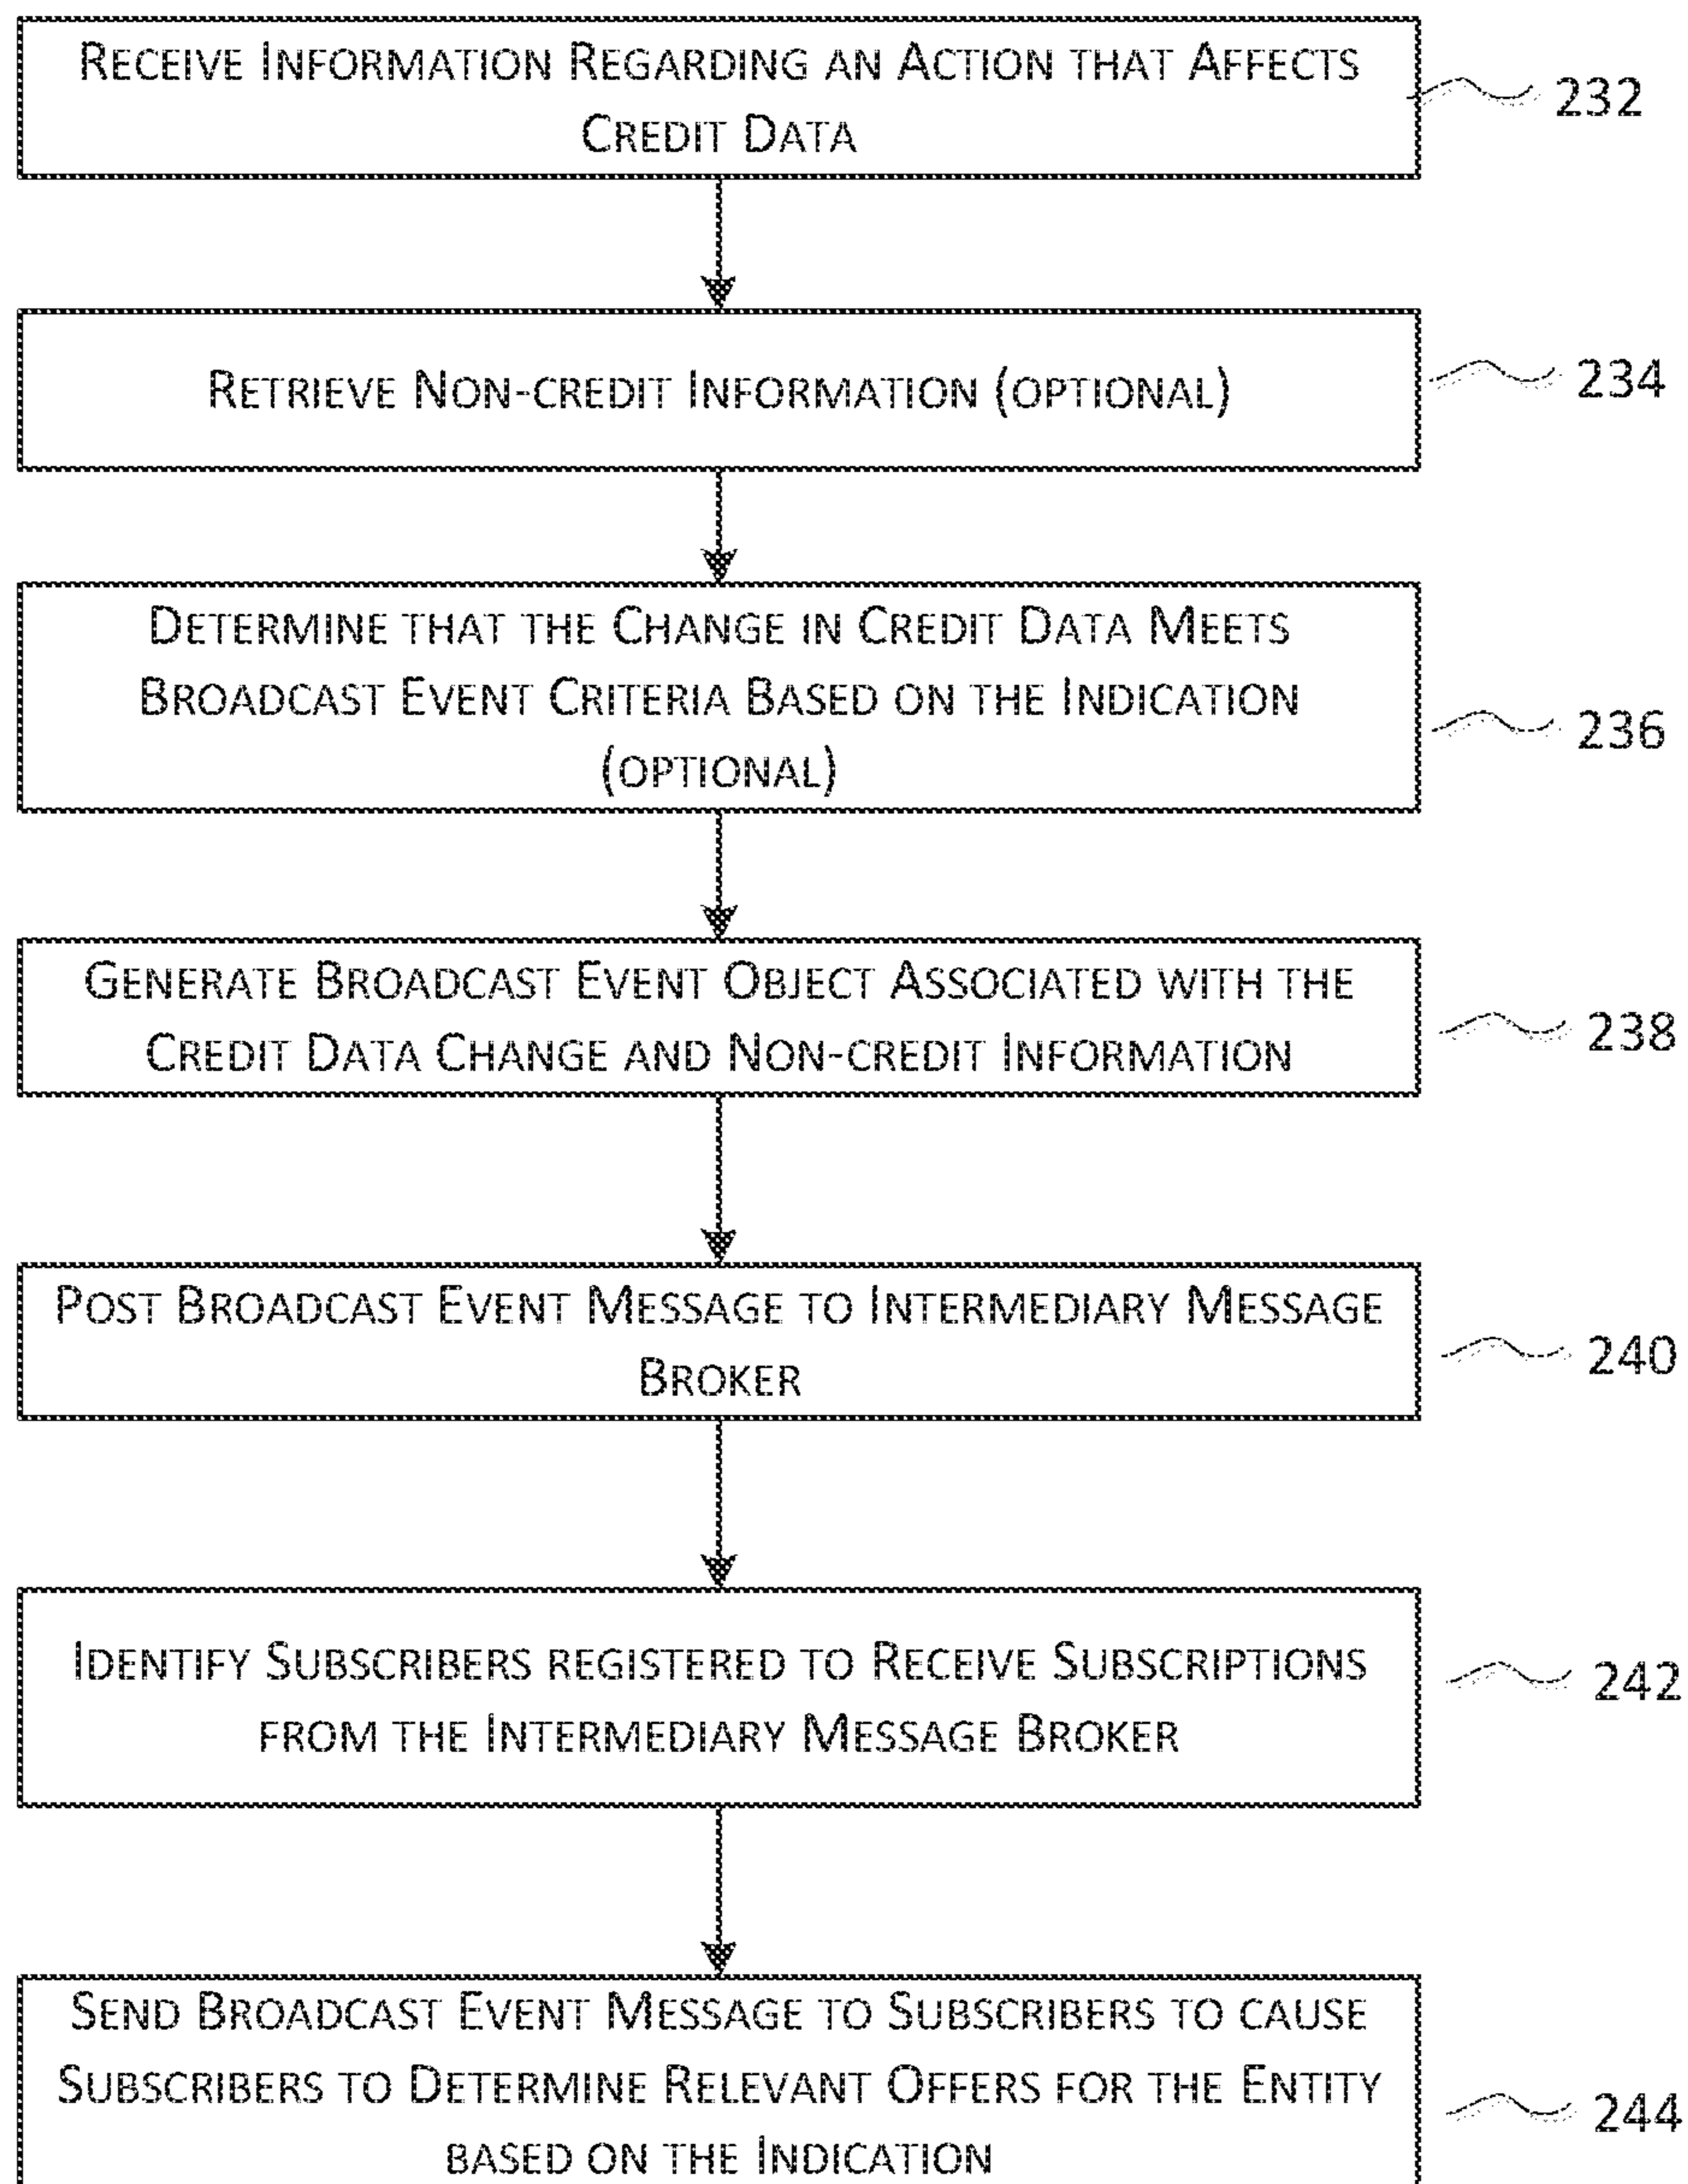 RECEIVE INFORMATION REGARDING AN ACTION THAT AFFECTS
CREDIT DATA
232
RETRIEVE NON-CREDIT INFORMATION (OPTIONAL)
234
DETERMINE THAT THE CHANGE IN CREDIT DATA MEETS
BROADCAST EVENT CRITERIA BASED ON THE INDICATION
(OPTIONAL)
236
GENERATE BROADCAST EVENT OBJECT ASSOCIATED WITH THE
CREDIT DATA CHANGE AND NON-CREDIT INFORMATION
238
POST BROADCAST EVENT MESSAGE TO INTERMEDIARY MESSAGE
BROKER
240
IDENTIFY SUBSCRIBERS REGISTERED TO RECEIVE SUBSCRIPTIONS
FROM THE INTERMEDIARY MESSAGE BROKER
242
SEND BROADCAST EVENT MESSAGE TO SUBSCRIBERS TO CAUSE
SUBSCRIBERS TO DETERMINE RELEVANT OFFERS FOR THE ENTITY
BASED ON THE INDICATION
244